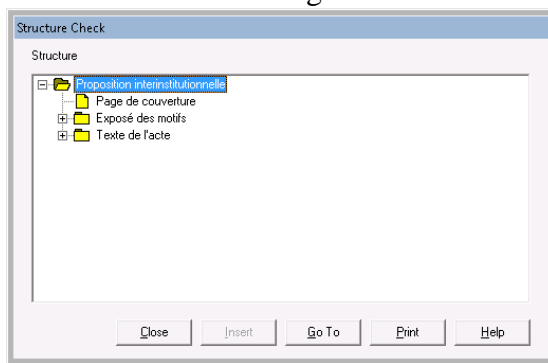 Structure Check
Structure
Proposition interinstitutionnelle
Page de couverture
Exposé des motifs
Texte de l'acte
Close Insert Go To Print Help